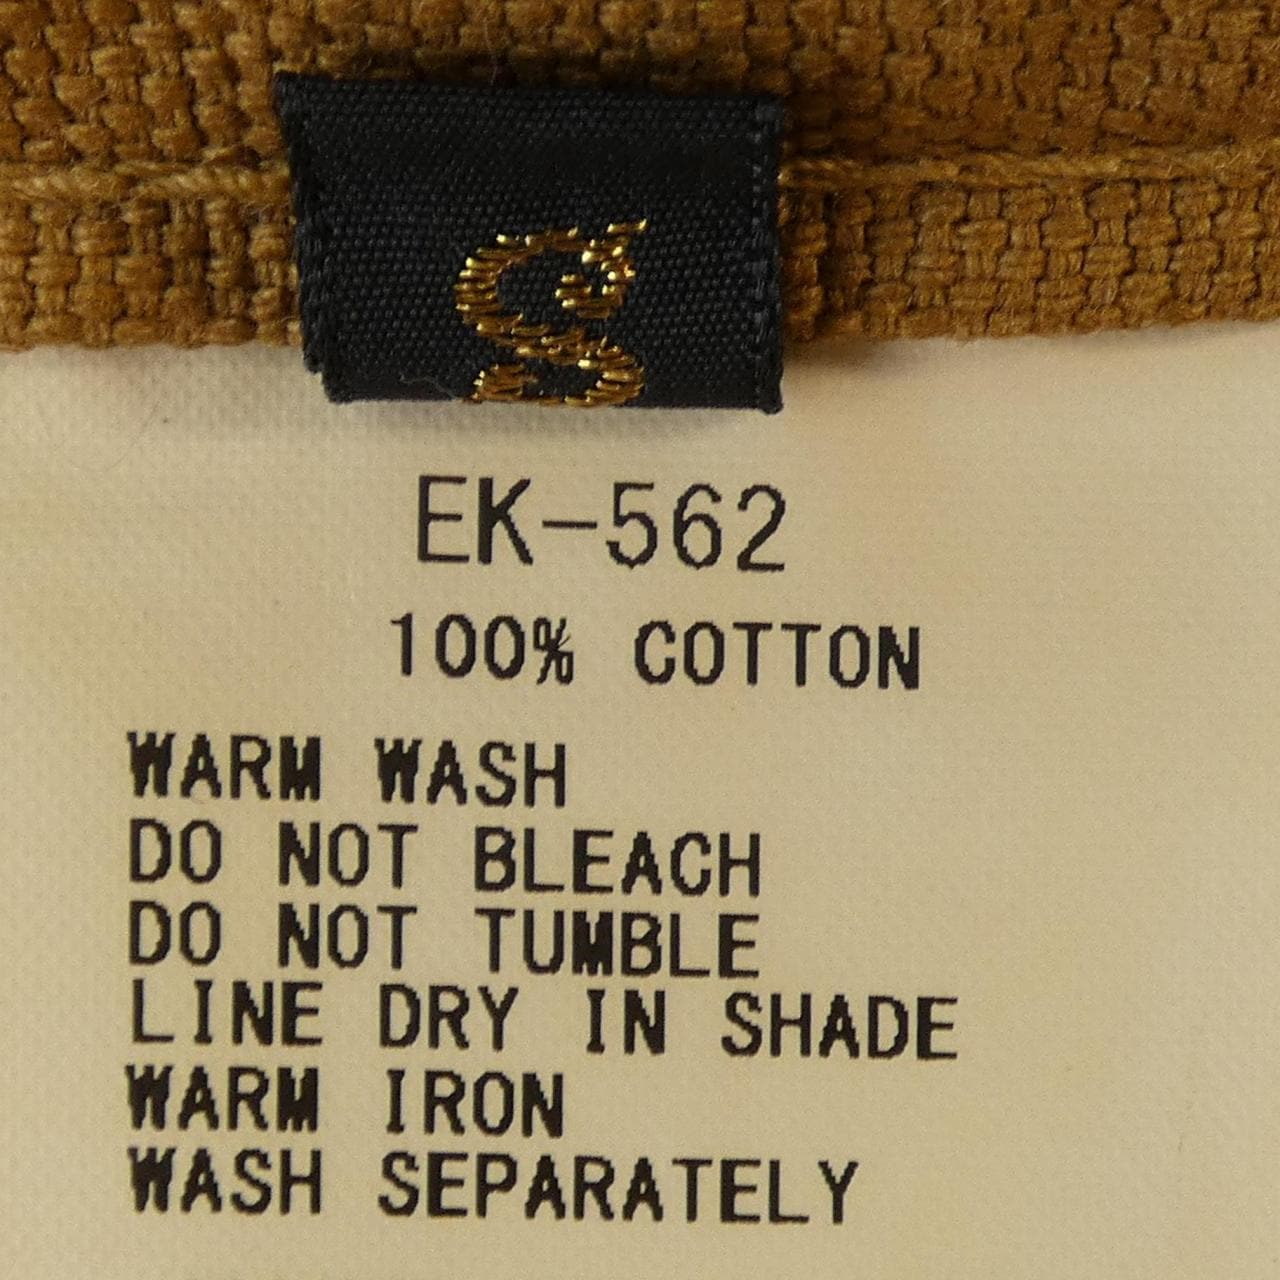 S
EK-562
100% COTTON
WARM WASH
DO NOT BLEACH
DO NOT TUMBLE
LINE DRY IN SHADE
WARM IRON
WASH SEPARATELY